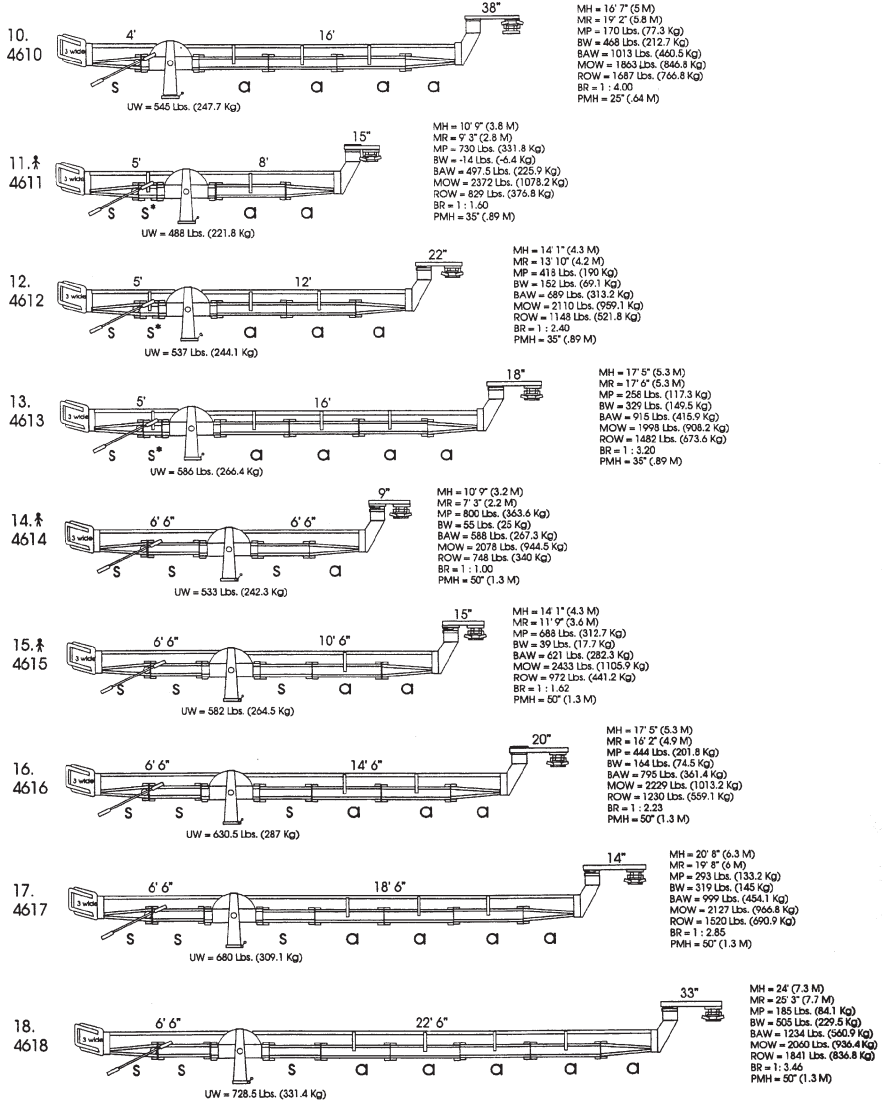 38"
10.
4610
4'
16'
3 wide
s a a a a
UW = 545 Lbs. (247.7 Kg)
MH = 16' 7" (5 M)
MR = 19' 2" (5.8 M)
MP = 170 Lbs. (77.3 Kg)
BW = 468 Lbs. (212.7 Kg)
BAW = 1013 Lbs. (460.5 Kg)
MOW = 1863 Lbs. (846.8 Kg)
ROW = 1687 Lbs. (766.8 Kg)
BR = 1 : 4.00
PMH = 25" (.64 M)
15"
11.
4611
5'
8'
3 wide
s s* a a
UW = 488 Lbs. (221.8 Kg)
MH = 10' 9" (3.8 M)
MR = 9' 3" (2.8 M)
MP = 730 Lbs. (331.8 Kg)
BW = -14 Lbs. (-6.4 Kg)
BAW = 497.5 Lbs. (225.9 Kg)
MOW = 2372 Lbs. (1078.2 Kg)
ROW = 829 Lbs. (376.8 Kg)
BR = 1 : 1.60
PMH = 35" (.89 M)
22"
12.
4612
5'
12'
3 wide
s s* a a a
UW = 537 Lbs. (244.1 Kg)
MH = 14' 1" (4.3 M)
MR = 13' 10" (4.2 M)
MP = 418 Lbs. (190 Kg)
BW = 152 Lbs. (69.1 Kg)
BAW = 689 Lbs. (313.2 Kg)
MOW = 2110 Lbs. (959.1 Kg)
ROW = 1148 Lbs. (521.8 Kg)
BR = 1 : 2.40
PMH = 35" (.89 M)
18"
13.
4613
5'
16'
3 wide
s s* a a a a
UW = 586 Lbs. (266.4 Kg)
MH = 17' 5" (5.3 M)
MR = 17' 6" (5.3 M)
MP = 258 Lbs. (117.3 Kg)
BW = 329 Lbs. (149.5 Kg)
BAW = 915 Lbs. (415.9 Kg)
MOW = 1998 Lbs. (908.2 Kg)
ROW = 1482 Lbs. (673.6 Kg)
BR = 1 : 3.20
PMH = 35" (.89 M)
9"
14.
4614
6' 6"
6' 6"
3 wide
s s s a
UW = 533 Lbs. (242.3 Kg)
MH = 10' 9" (3.2 M)
MR = 7' 3" (2.2 M)
MP = 800 Lbs. (363.6 Kg)
BW = 55 Lbs. (25 Kg)
BAW = 588 Lbs. (267.3 Kg)
MOW = 2078 Lbs. (944.5 Kg)
ROW = 748 Lbs. (340 Kg)
BR = 1 : 1.00
PMH = 50" (1.3 M)
15"
15.
4615
6' 6"
10' 6"
3 wide
s s s a a
UW = 582 Lbs. (264.5 Kg)
MH = 14' 1" (4.3 M)
MR = 11' 9" (3.6 M)
MP = 688 Lbs. (312.7 Kg)
BW = 39 Lbs. (17.7 Kg)
BAW = 621 Lbs. (282.3 Kg)
MOW = 2433 Lbs. (1105.9 Kg)
ROW = 972 Lbs. (441.2 Kg)
BR = 1 : 1.62
PMH = 50" (1.3 M)
20"
16.
4616
6' 6"
14' 6"
3 wide
s s s a a a
UW = 630.5 Lbs. (287 Kg)
MH = 17' 5" (5.3 M)
MR = 16' 2" (4.9 M)
MP = 444 Lbs. (201.8 Kg)
BW = 164 Lbs. (74.5 Kg)
BAW = 795 Lbs. (361.4 Kg)
MOW = 2229 Lbs. (1013.2 Kg)
ROW = 1230 Lbs. (559.1 Kg)
BR = 1 : 2.23
PMH = 50" (1.3 M)
14"
17.
4617
6' 6"
18' 6"
3 wide
s s s a a a a
UW = 680 Lbs. (309.1 Kg)
MH = 20' 8" (6.3 M)
MR = 19' 8" (6 M)
MP = 293 Lbs. (133.2 Kg)
BW = 319 Lbs. (145 Kg)
BAW = 999 Lbs. (454.1 Kg)
MOW = 2127 Lbs. (966.8 Kg)
ROW = 1520 Lbs. (690.9 Kg)
BR = 1 : 2.85
PMH = 50" (1.3 M)
33"
18.
4618
6' 6"
22' 6"
3 wide
s s s a a a a a
UW = 728.5 Lbs. (331.4 Kg)
MH = 24' (7.3 M)
MR = 25' 3" (7.7 M)
MP = 185 Lbs. (84.1 Kg)
BW = 505 Lbs. (229.5 Kg)
BAW = 1234 Lbs. (560.9 Kg)
MOW = 2060 Lbs. (936.4 Kg)
ROW = 1841 Lbs. (836.8 Kg)
BR = 1: 3.46
PMH = 50" (1.3 M)